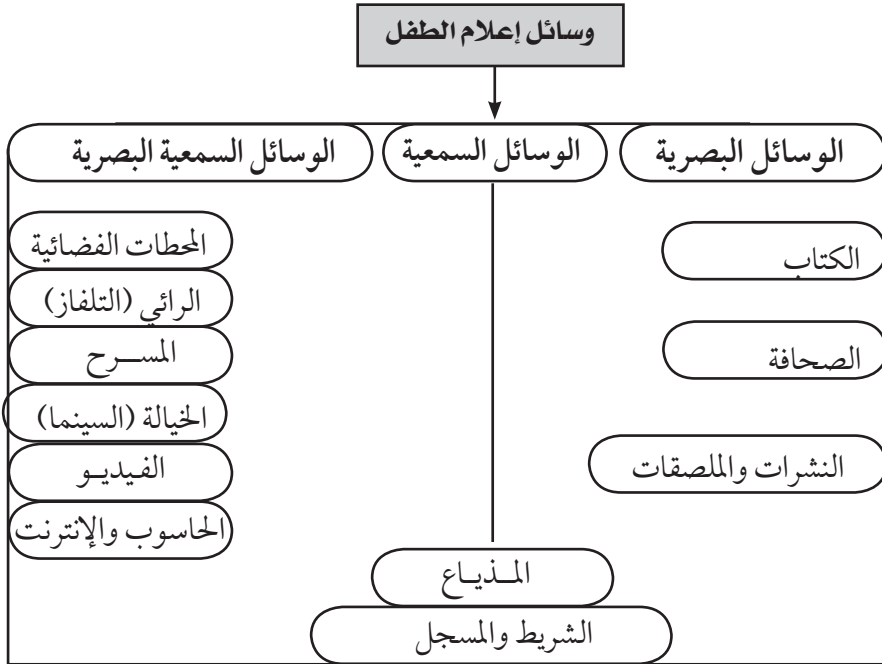 وسائل إعلام الطفل
الوسائل البصرية
الوسائل السمعية
الوسائل السمعية البصرية
الكتاب
الصحافة
النشرات والملصقات
المـذيـاع
الشريط والمسجل
المحطات الفضائية
الرائي (التلفاز)
المســرح
الخيالة (السينما)
الفـيديـو
الحاسوب والإنترنت